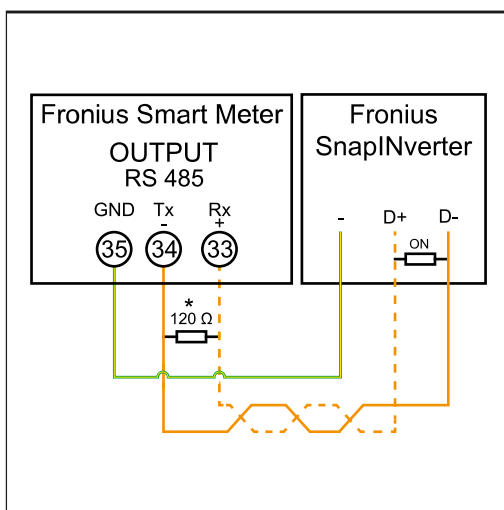 Fronius Smart Meter
OUTPUT
RS 485
GND Tx Rx
- +
35 34 33
*
120 Ω
Fronius
SnapINverter
- D+ D-
ON